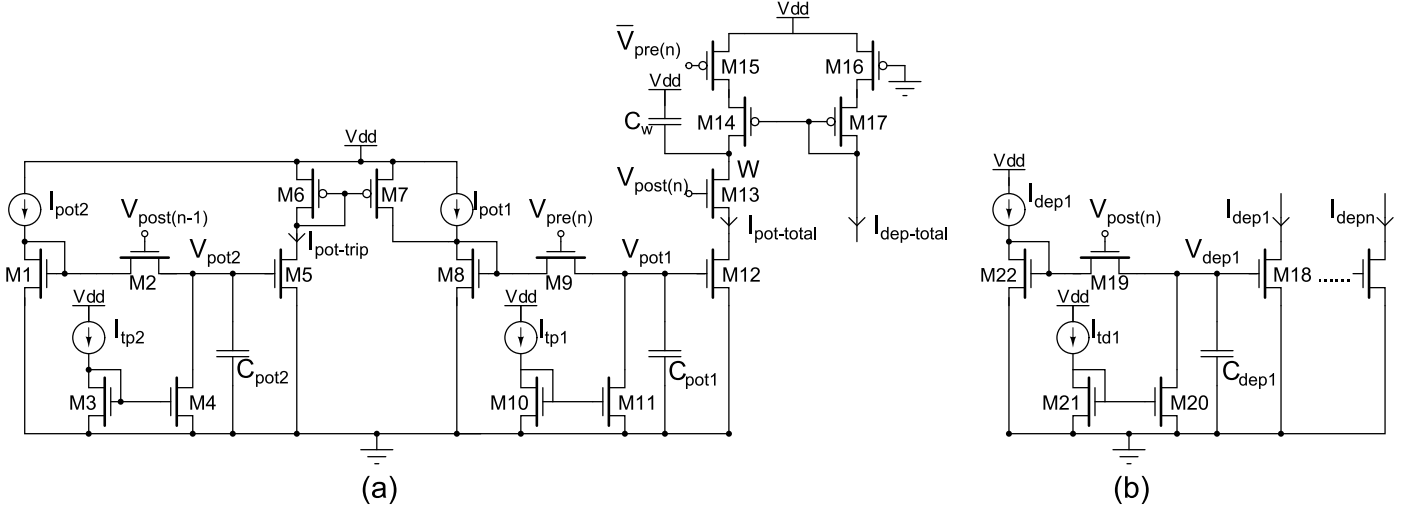 Vdd
V̅pre(n)
M15
M16
Vdd
Cw
M14
M17
Vdd
W
Vpost(n)
M13
M6
M7
Ipot2
Vpost(n-1)
Ipot1
Vpre(n)
Ipot-total
Idep-total
Vpot2
Ipot-trip
Vpot1
M1
M2
M5
M8
M9
M12
Vdd
Itp2
Cpot2
Vdd
Itp1
Cpot1
M3
M4
M10
M11
(a)
Vdd
Idep1
Vpost(n)
Idep1
Idepn
Vdep1
M22
M19
M18
......
Vdd
Itd1
Cdep1
M21
M20
(b)